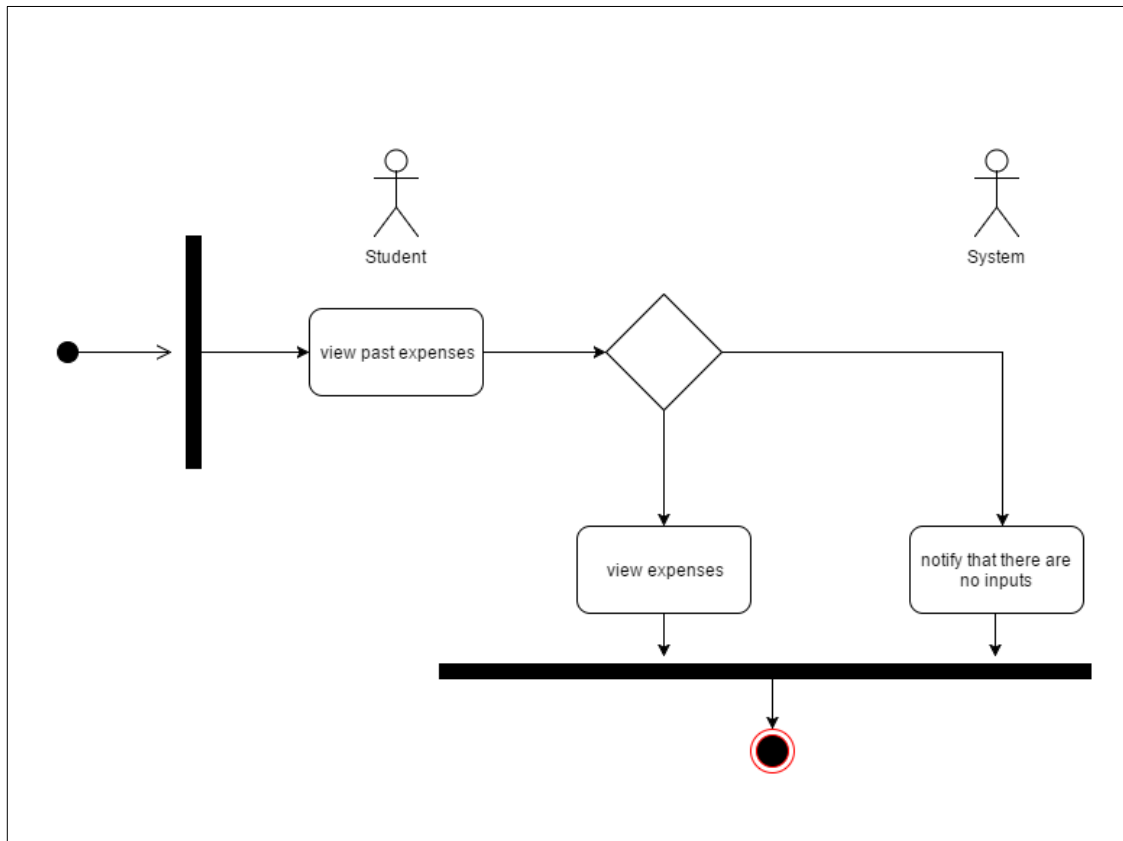 Student
System
view past expenses
view expenses
notify that there are
no inputs